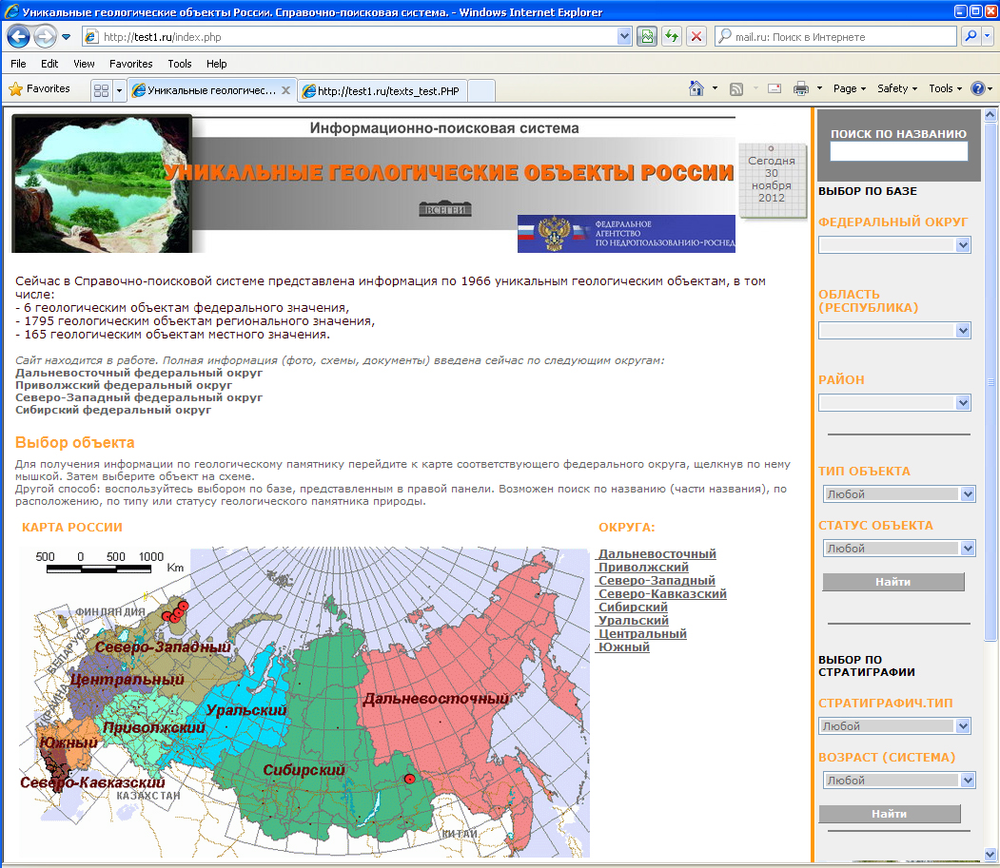 Уникальные геологические объекты России. Справочно-поисковая система. - Windows Internet Explorer
http://test1.ru/index.php
mail.ru: Поиск в Интернете
File Edit View Favorites Tools Help
Favorites
Уникальные геологичес...
http://test1.ru/texts_test.PHP
Page Safety Tools
Информационно-поисковая система
УНИКАЛЬНЫЕ ГЕОЛОГИЧЕСКИЕ ОБЪЕКТЫ РОССИИ
ВСЕГЕИ
ФЕДЕРАЛЬНОЕ
АГЕНТСТВО
ПО НЕДРОПОЛЬЗОВАНИЮ-РОСНЕД
Сегодня
30
ноября
2012
Сейчас в Справочно-поисковой системе представлена информация по 1966 уникальным геологическим объектам, в том
числе:
- 6 геологическим объектам федерального значения,
- 1795 геологическим объектам регионального значения,
- 165 геологическим объектам местного значения.
Сайт находится в работе. Полная информация (фото, схемы, документы) введена сейчас по следующим округам:
Дальневосточный федеральный округ
Приволжский федеральный округ
Северо-Западный федеральный округ
Сибирский федеральный округ
Выбор объекта
Для получения информации по геологическому памятнику перейдите к карте соответствующего федерального округа, щелкнув по нему
мышкой. Затем выберите объект на схеме.
Другой способ: воспользуйтесь выбором по базе, представленным в правой панели. Возможен поиск по названию (части названия), по
расположению, по типу или статусу геологического памятника природы.
КАРТА РОССИИ
500 0 500 1000 Km
ФИНЛЯНДИЯ
БЕЛАРУСЬ
УКРАИНА
Северо-Западный
Центральный
Уральский
Дальневосточный
Приволжский
Южный
Сибирский
Северо-Кавказский
КАЗАХСТАН
КИТАЙ
ОКРУГА:
Дальневосточный
Приволжский
Северо-Западный
Северо-Кавказский
Сибирский
Уральский
Центральный
Южный
ПОИСК ПО НАЗВАНИЮ
ВЫБОР ПО БАЗЕ
ФЕДЕРАЛЬНЫЙ ОКРУГ
ОБЛАСТЬ
(РЕСПУБЛИКА)
РАЙОН
ТИП ОБЪЕКТА
Любой
СТАТУС ОБЪЕКТА
Любой
Найти
ВЫБОР ПО
СТРАТИГРАФИИ
СТРАТИГРАФИЧ.ТИП
Любой
ВОЗРАСТ (СИСТЕМА)
Любой
Найти